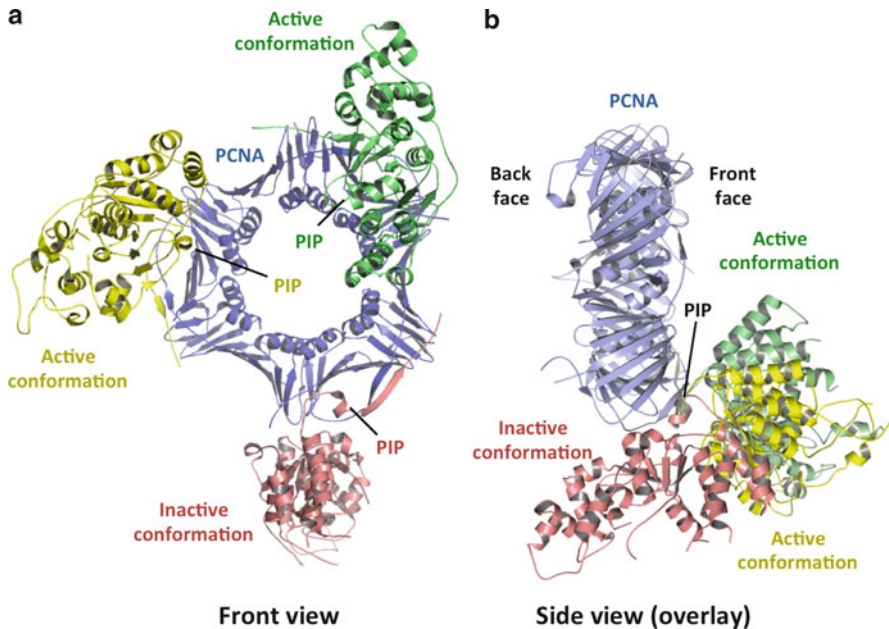 a
Active
conformation
PCNA
PIP
PIP
Active
conformation
PIP
Inactive
conformation
Front view
b
PCNA
Back
face
Front
face
Active
conformation
PIP
Inactive
conformation
Active
conformation
Side view (overlay)